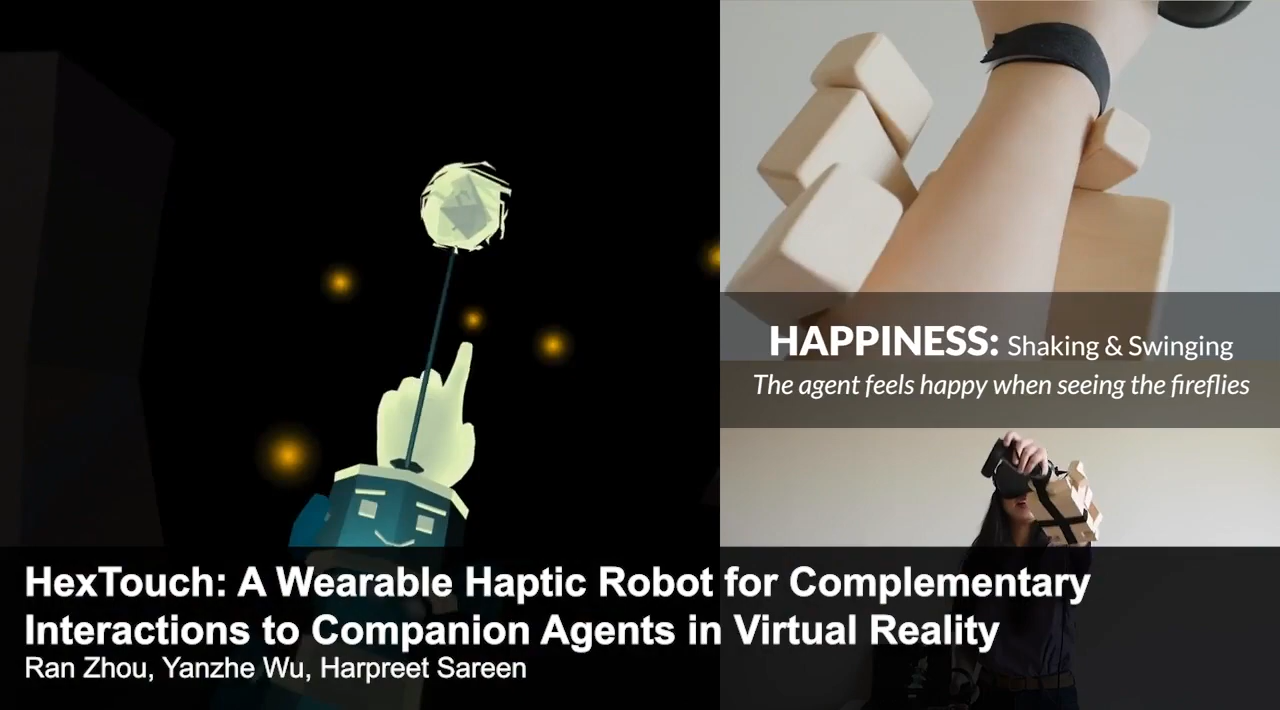 HAPPINESS: Shaking & Swinging
The agent feels happy when seeing the fireflies
HexTouch: A Wearable Haptic Robot for Complementary
Interactions to Companion Agents in Virtual Reality
Ran Zhou, Yanzhe Wu, Harpreet Sareen